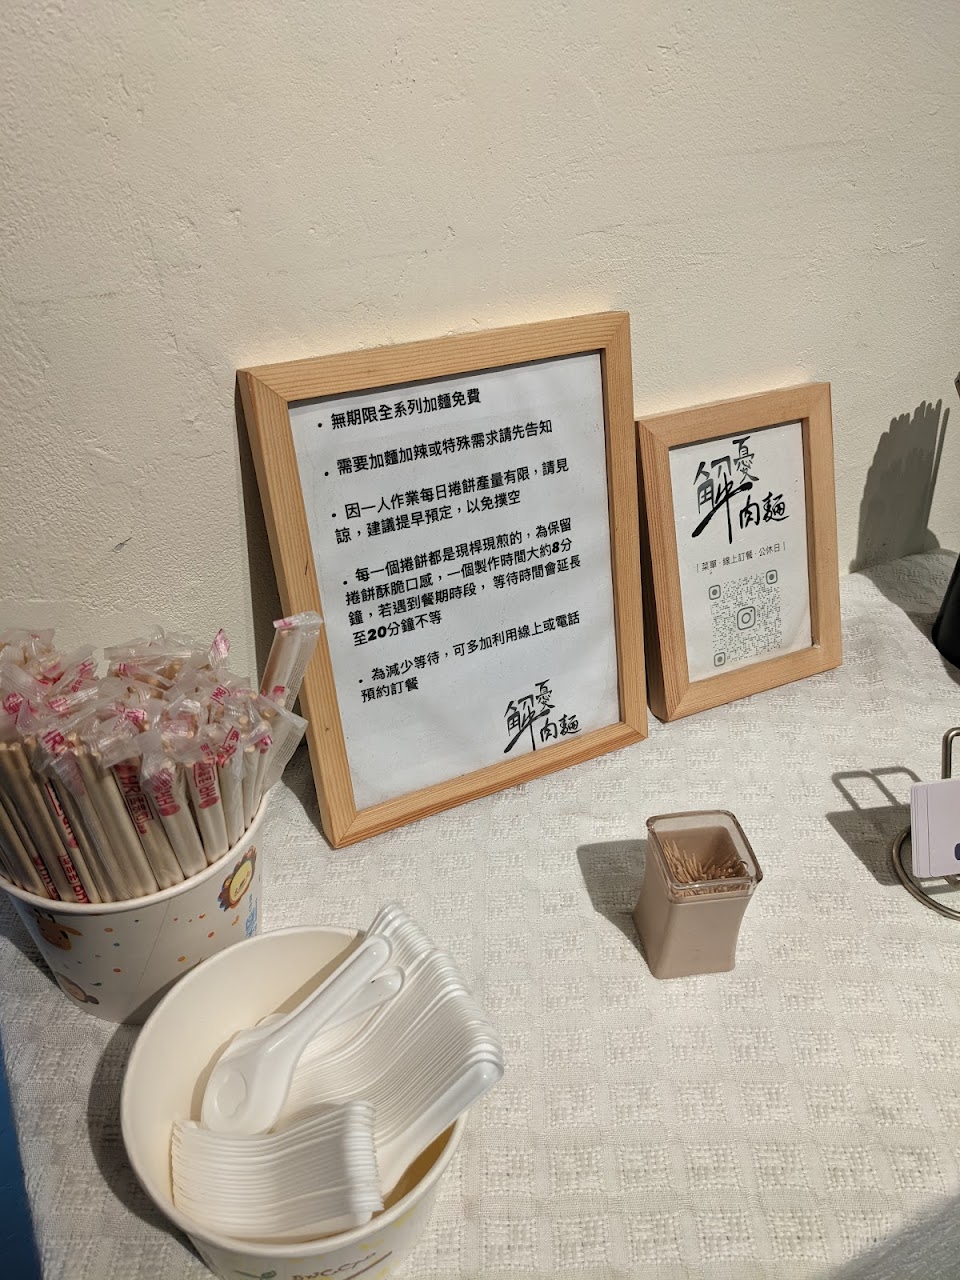 • 無期限全系列加麵免費
• 需要加麵加辣或特殊需求請先告知
• 因一人作業每日捲餅產量有限，請見
諒，建議提早預定，以免撲空
• 每一個捲餅都是現桿現煎的，為保留
捲餅酥脆口感，一個製作時間大約8分
鐘，若遇到餐期時段， 等待時間會延長
至20分鐘不等
• 為減少等待，可多加利用線上或電話
預約訂餐
解憂
肉麵
解憂
肉麵
[ 菜單 · 線上訂餐 · 公休日 ]